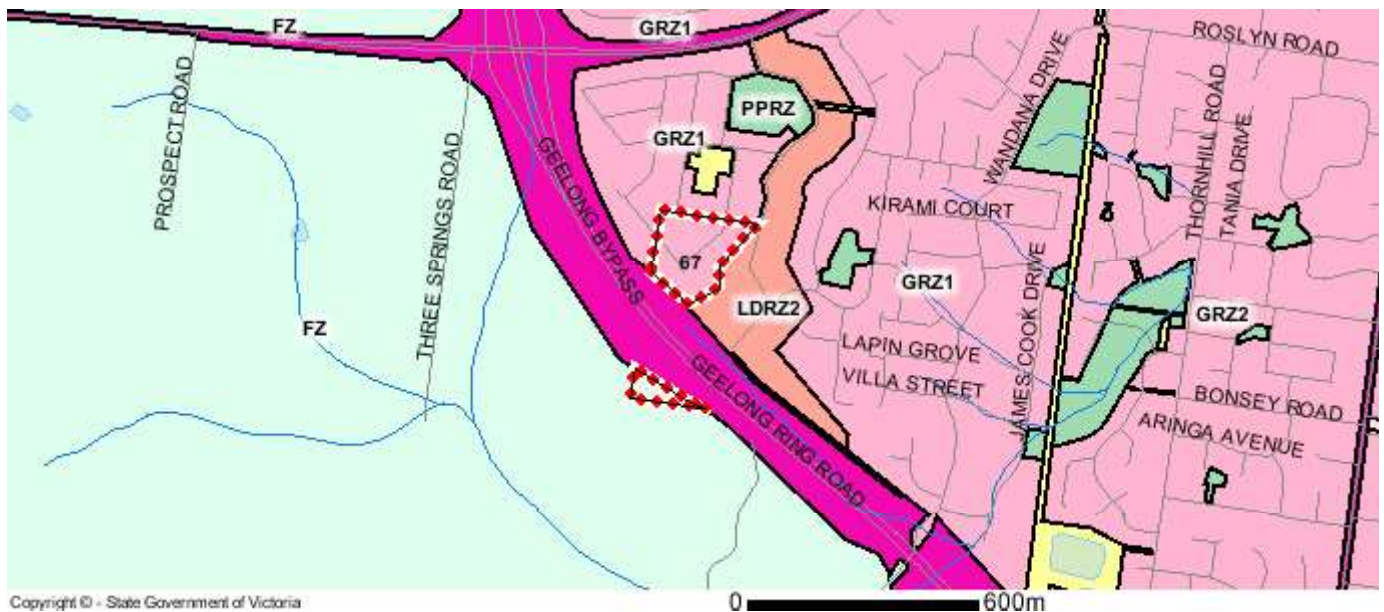 FZ
GRZ1
ROSLYN ROAD
PROSPECT ROAD
THREE SPRINGS ROAD
GEELONG BYPASS
PPRZ
GRZ1
WANDANA DRIVE
THORNHILL ROAD
TANIA DRIVE
KIRAMI COURT
67
GRZ1
LDRZ2
FZ
JAMES COOK DRIVE
GRZ2
LAPIN GROVE
VILLA STREET
GEELONG RING ROAD
BONSEY ROAD
ARINGA AVENUE
Copyright © - State Government of Victoria
0 600m